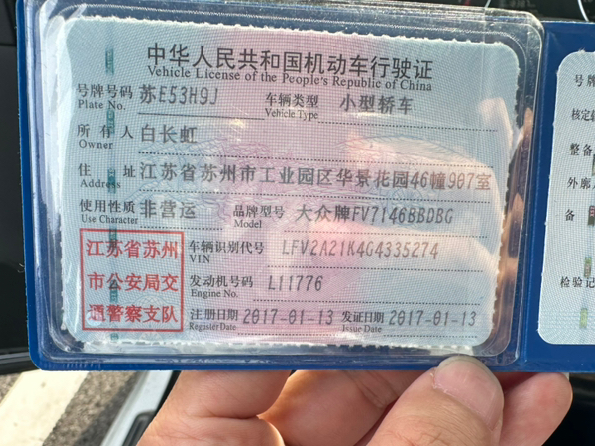 中华人民共和国机动车行驶证
Vehicle License of the People's Republic of China
号牌号码 苏E53H9J 车辆类型 小型轿车
Plate No. Vehicle Type
所有人 白长虹
Owner
住址 江苏省苏州市工业园区华景花园46幢907室
Address
使用性质 非营运 品牌型号 大众牌FV7146BBDBG
Use Character Model
江苏省苏州
市公安局交
通警察支队
车辆识别代号 LFV2A21K4G4335274
VIN
发动机号码 L11776
Engine No.
注册日期 2017-01-13 发证日期 2017-01-13
Register Date Issue Date
号牌
核定载
整备
外廓
备
检验记